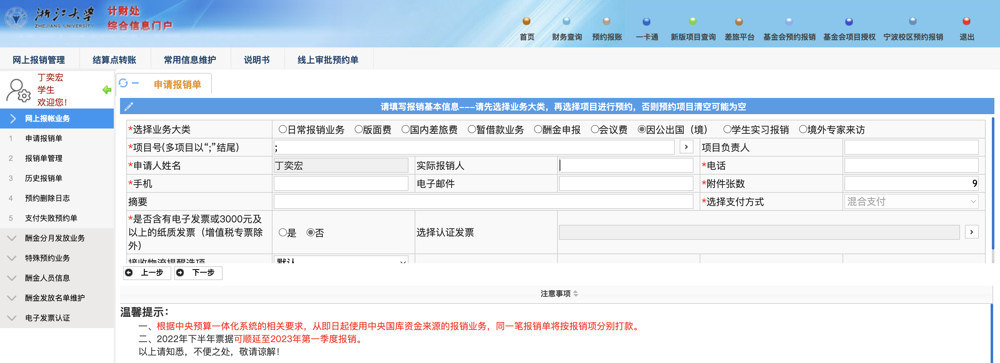 浙江大学
ZHEJIANG UNIVERSITY
计财处
综合信息门户
首页 财务查询 预约报账 一卡通 新版项目查询 差旅平台 基金会预约报销 基金会项目授权 宁波校区预约报销 退出
网上报销管理 结算点转账 常用信息维护 说明书 线上审批预约单
丁奕宏
学生
欢迎您!
网上报帐业务
1 申请报销单
2 报销单管理
3 历史报销单
4 预约删除日志
5 支付失败预约单
酬金分月发放业务
特殊预约业务
酬金人员信息
酬金发放名单维护
电子发票认证
申请报销单
请填写报销基本信息---请先选择业务大类，再选择项目进行预约，否则预约项目清空可能为空
*选择业务大类 日常报销业务 版面费 国内差旅费 暂借款业务 酬金申报 会议费 因公出国（境） 学生实习报销 境外专家来访
*项目号(多项目以“;”结尾) ; 项目负责人
*申请人姓名 丁奕宏 实际报销人 *电话
*手机 电子邮件 *附件张数 9
摘要 *选择支付方式 混合支付
*是否含有电子发票或3000元及
以上的纸质发票（增值税专票除
外） 是 否 选择认证发票
接收物流提醒选项 默认
上一步 下一步
注意事项
温馨提示：
一、根据中央预算一体化系统的相关要求，从即日起使用中央国库资金来源的报销业务，同一笔报销单将按报销项分别打款。
二、2022年下半年票据可顺延至2023年第一季度报销。
以上请知悉，不便之处，敬请谅解！